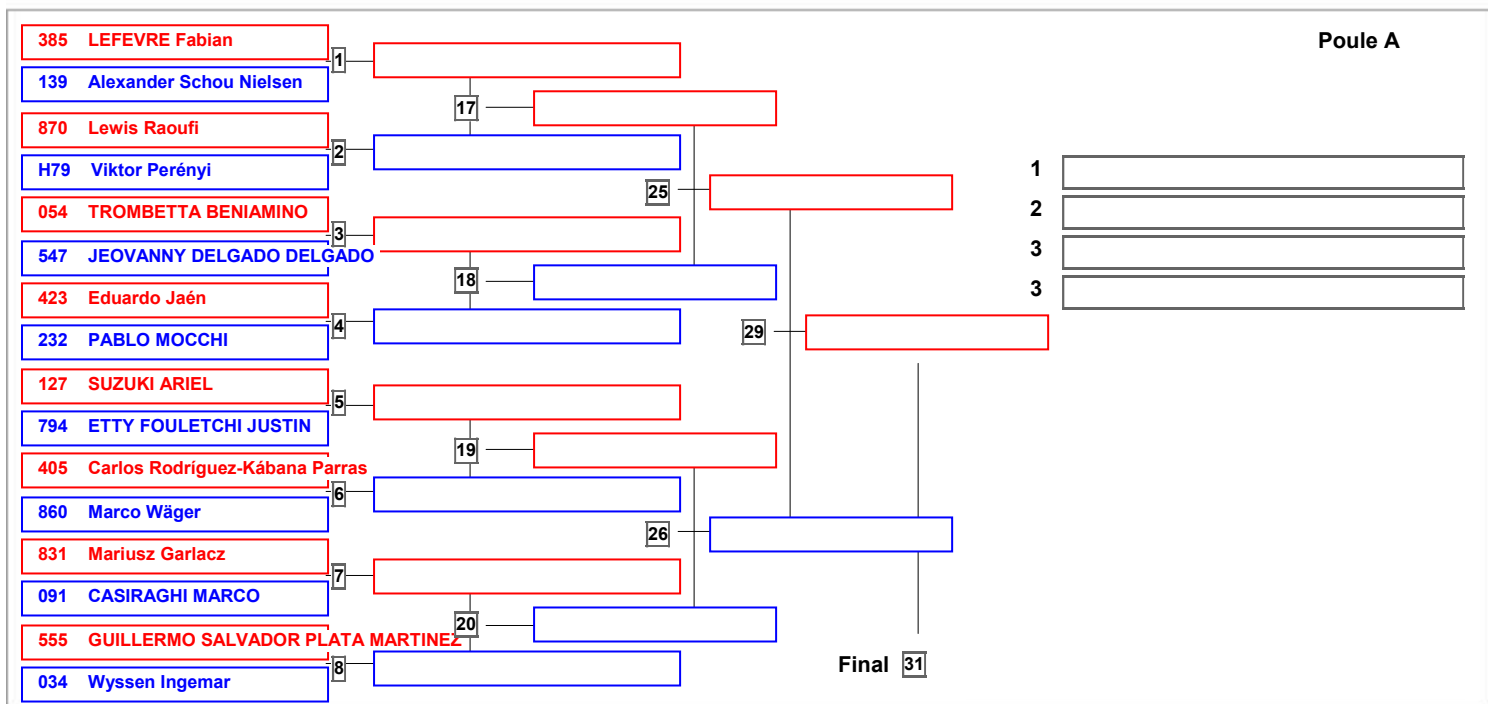 385 LEFEVRE Fabian
139 Alexander Schou Nielsen
870 Lewis Raoufi
H79 Viktor Perényi
054 TROMBETTA BENIAMINO
547 JEOVANNY DELGADO DELGADO
423 Eduardo Jaén
232 PABLO MOCCHI
127 SUZUKI ARIEL
794 ETTY FOULETCHI JUSTIN
405 Carlos Rodríguez-Kábana Parras
860 Marco Wäger
831 Mariusz Garlacz
091 CASIRAGHI MARCO
555 GUILLERMO SALVADOR PLATA MARTINEZ
034 Wyssen Ingemar
1
2
3
4
5
6
7
8
17
18
19
20
25
26
29
Final 31
Poule A
1
2
3
3